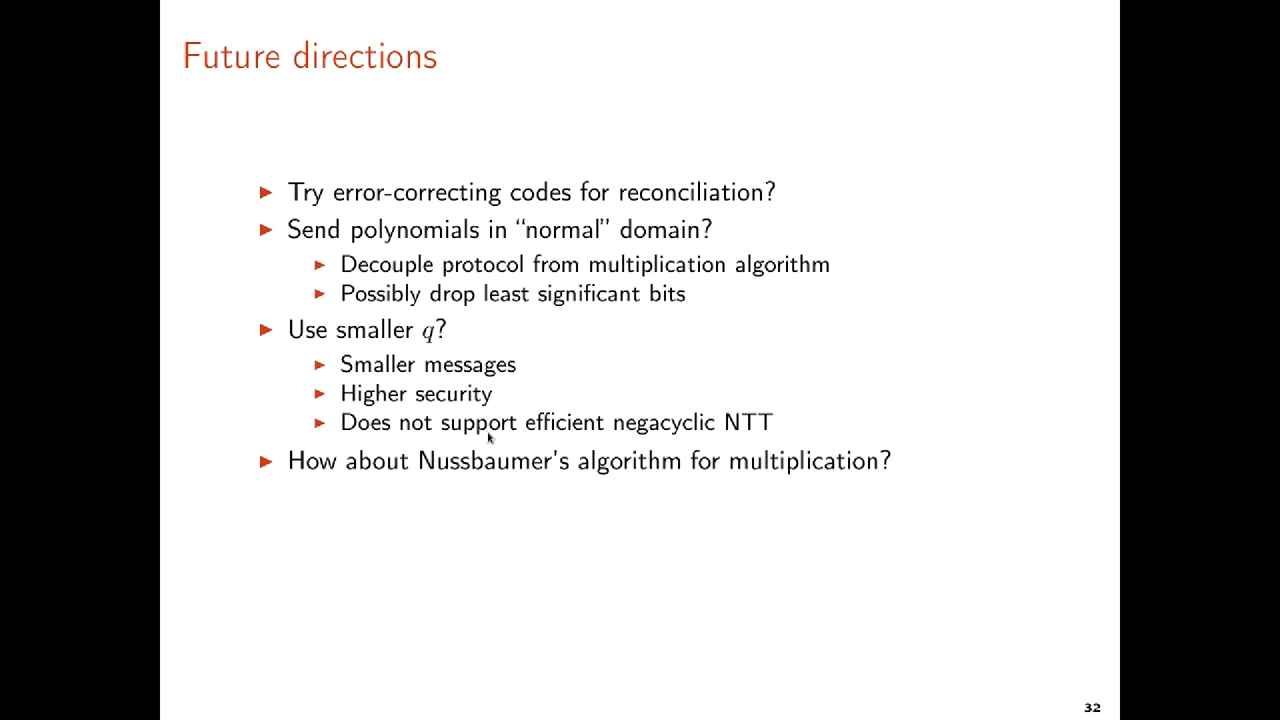 Future directions
Try error-correcting codes for reconciliation?
Send polynomials in “normal” domain?
Decouple protocol from multiplication algorithm
Possibly drop least significant bits
Use smaller q?
Smaller messages
Higher security
Does not support efficient negacyclic NTT
How about Nussbaumer’s algorithm for multiplication?
32